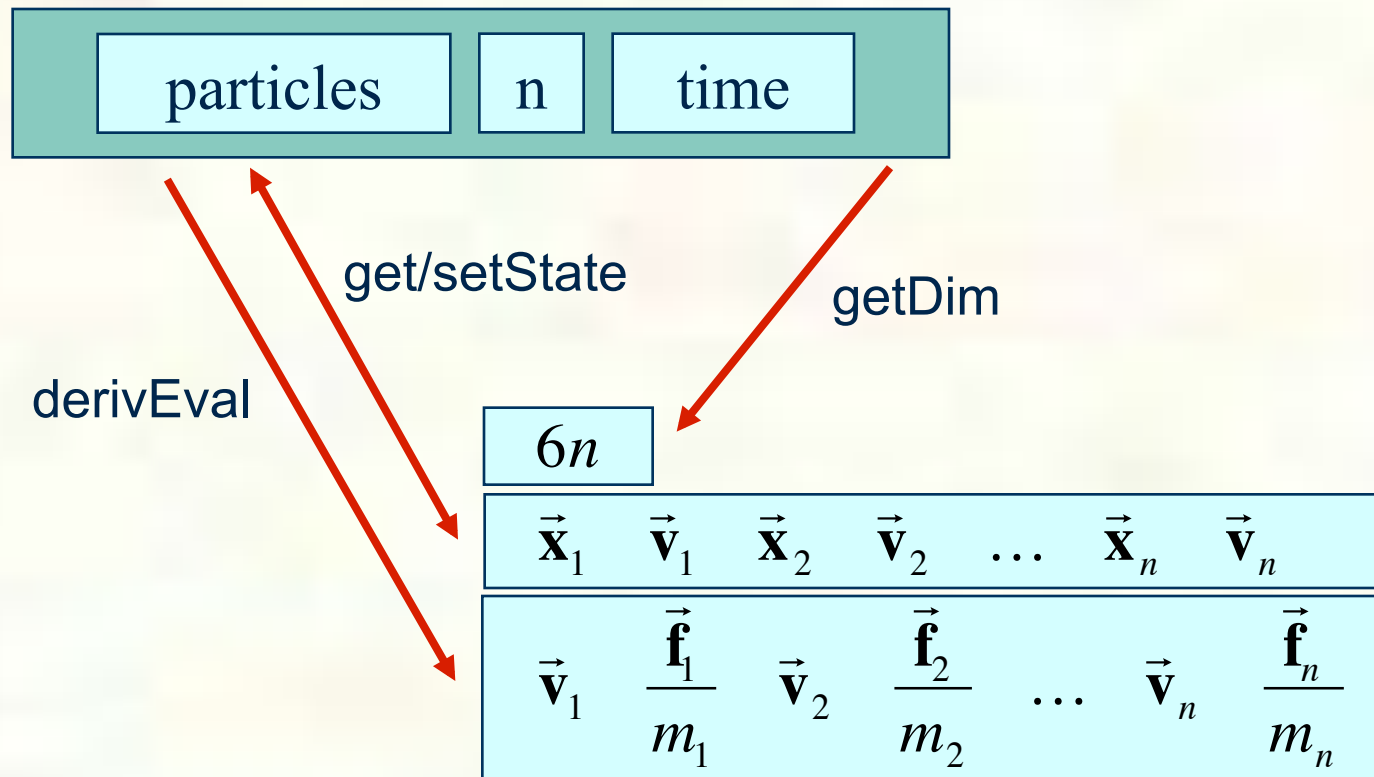 particles n time
get/setState
getDim
derivEval
6n
x⃗₁ v⃗₁ x⃗₂ v⃗₂ … x⃗ₙ v⃗ₙ
v⃗₁ f⃗₁/m₁ v⃗₂ f⃗₂/m₂ … v⃗ₙ f⃗ₙ/mₙ